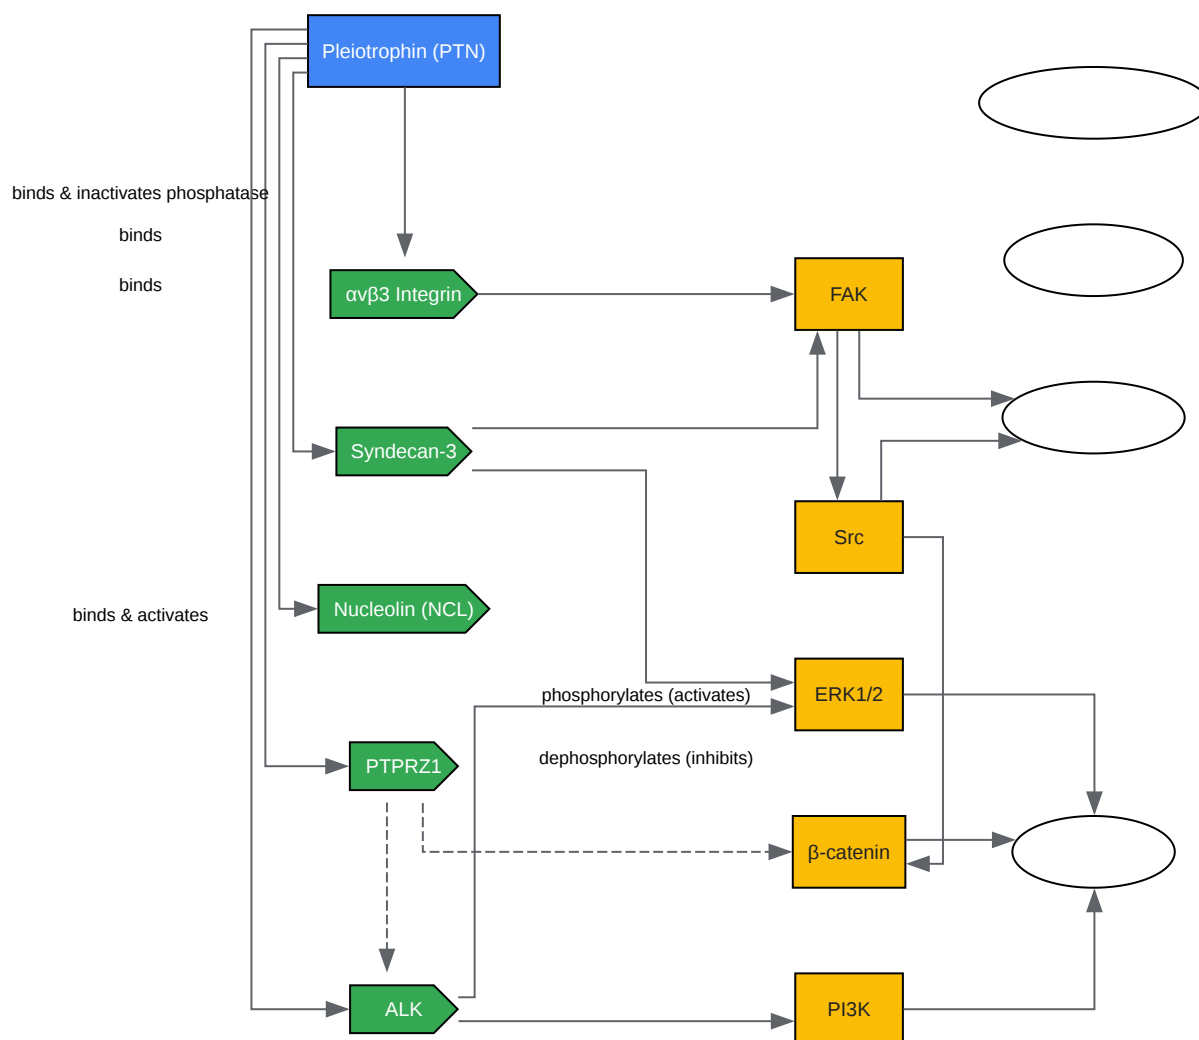 Pleiotrophin (PTN)
binds & inactivates phosphatase
binds
binds
αvβ3 Integrin
FAK
Syndecan-3
Src
Nucleolin (NCL)
binds & activates
phosphorylates (activates)
ERK1/2
dephosphorylates (inhibits)
PTPRZ1
β-catenin
ALK
PI3K